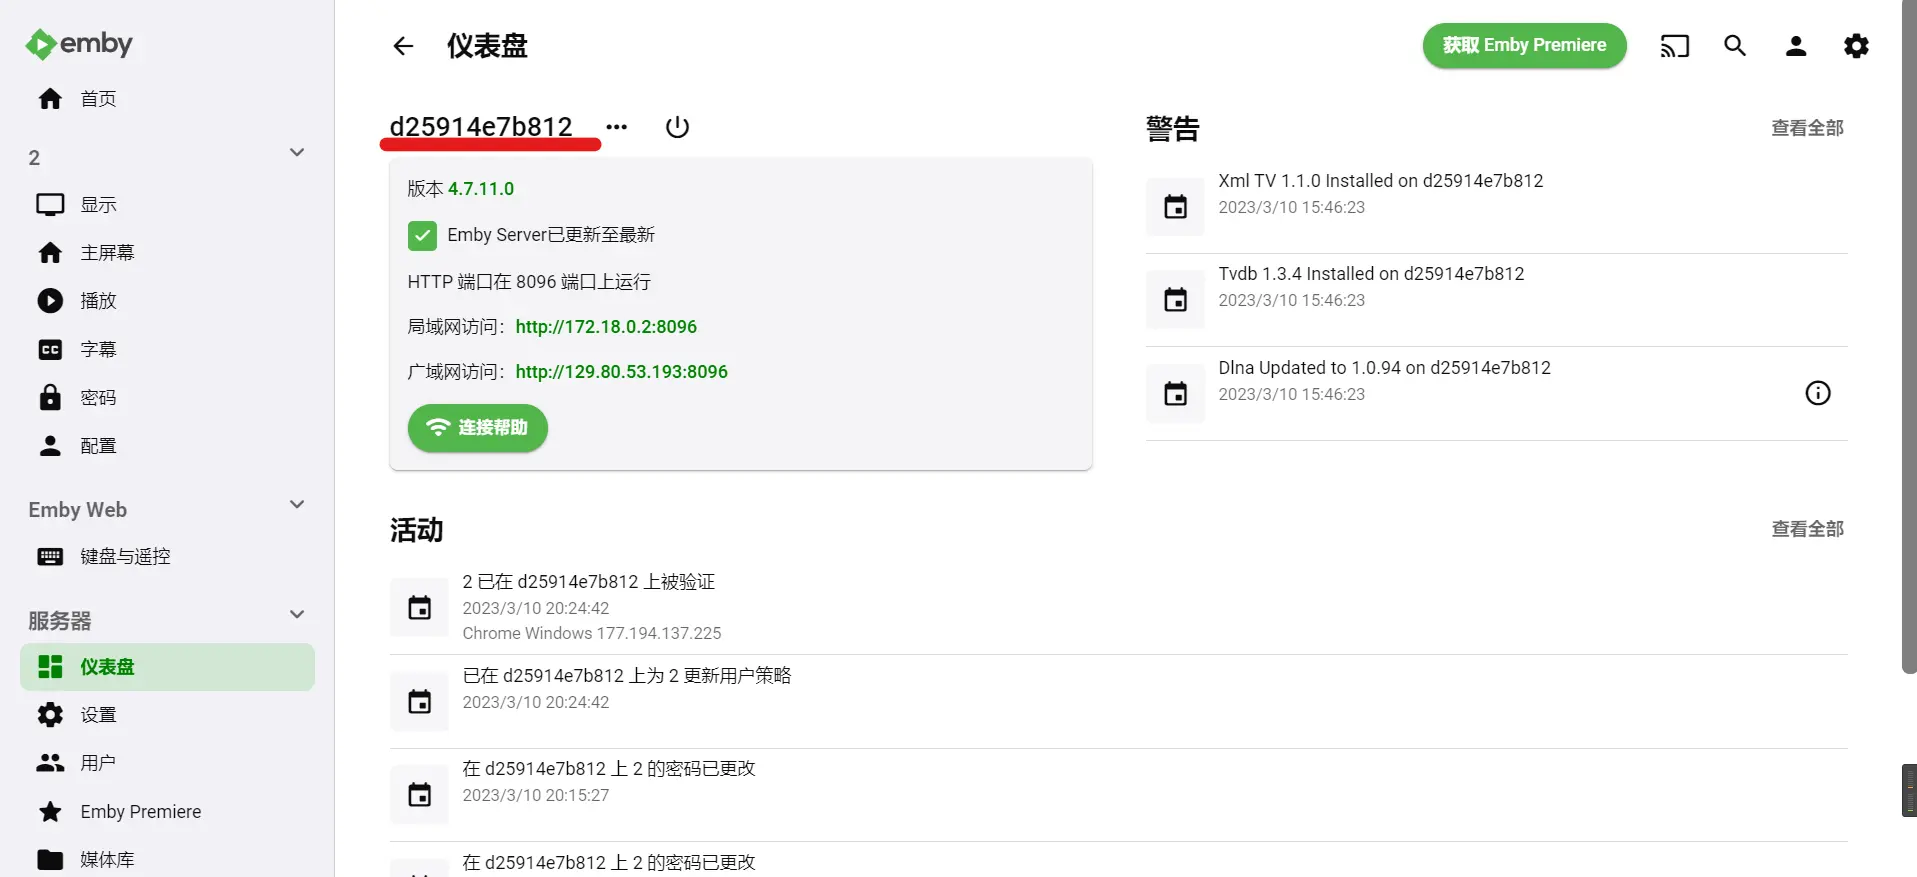 emby
首页
2
显示
主屏幕
播放
CC 字幕
密码
配置
Emby Web
键盘与遥控
服务器
仪表盘
设置
用户
Emby Premiere
媒体库
仪表盘
获取 Emby Premiere
d25914e7b812
版本 4.7.11.0
Emby Server已更新至最新
HTTP 端口在 8096 端口上运行
局域网访问：http://172.18.0.2:8096
广域网访问：http://129.80.53.193:8096
连接帮助
警告
查看全部
Xml TV 1.1.0 Installed on d25914e7b812
2023/3/10 15:46:23
Tvdb 1.3.4 Installed on d25914e7b812
2023/3/10 15:46:23
Dlna Updated to 1.0.94 on d25914e7b812
2023/3/10 15:46:23
活动
查看全部
2 已在 d25914e7b812 上被验证
2023/3/10 20:24:42
Chrome Windows 177.194.137.225
已在 d25914e7b812 上为 2 更新用户策略
2023/3/10 20:24:42
在 d25914e7b812 上 2 的密码已更改
2023/3/10 20:15:27
在 d25914e7b812 上 2 的密码已更改